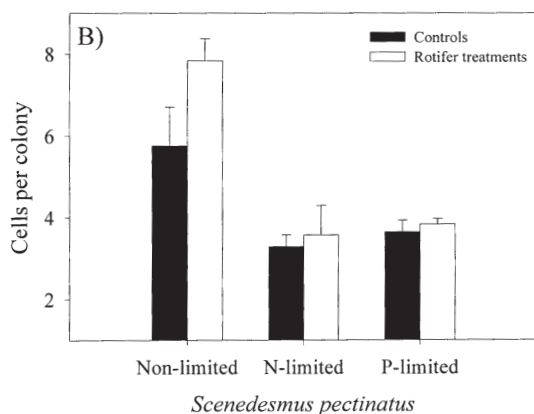 B)
Controls
Rotifer treatments
Cells per colony
8
6
4
2
Non-limited N-limited P-limited
Scenedesmus pectinatus